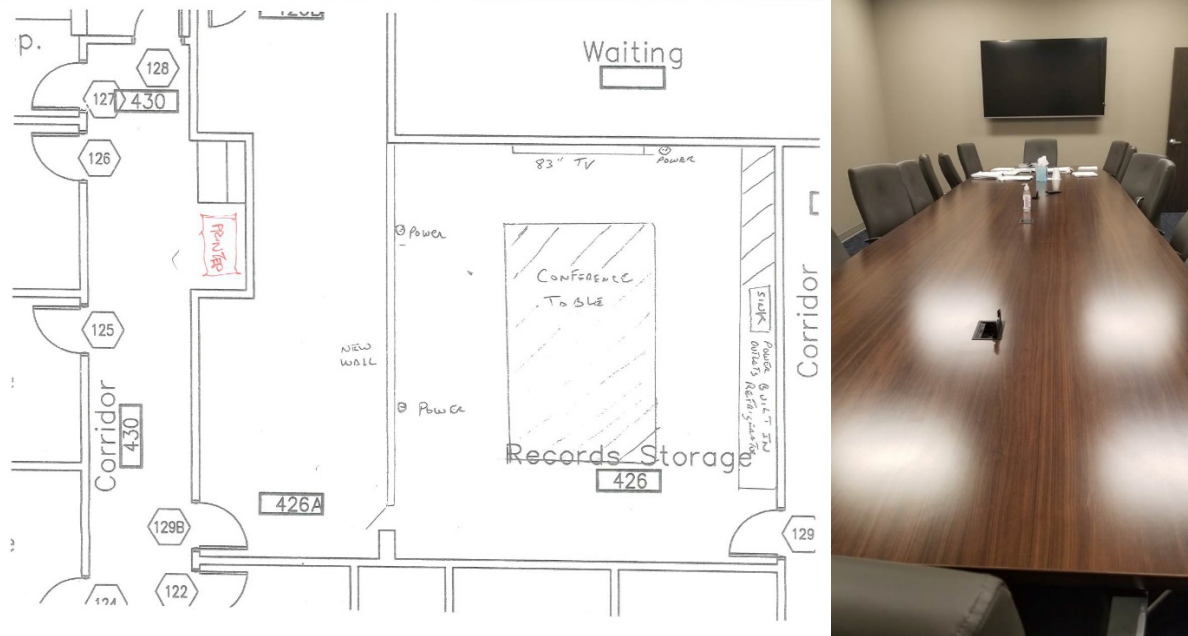 p.
128
127
430
126
Waiting
83" TV
POWER
PRINTER
POWER
CONFERENCE
TABLE
SINK
POWER BUILT IN
OUTLETS REFRIGERATOR
Corridor
125
NEW
WALL
POWER
Corridor
430
Records Storage
426
426A
129B
129
122
124